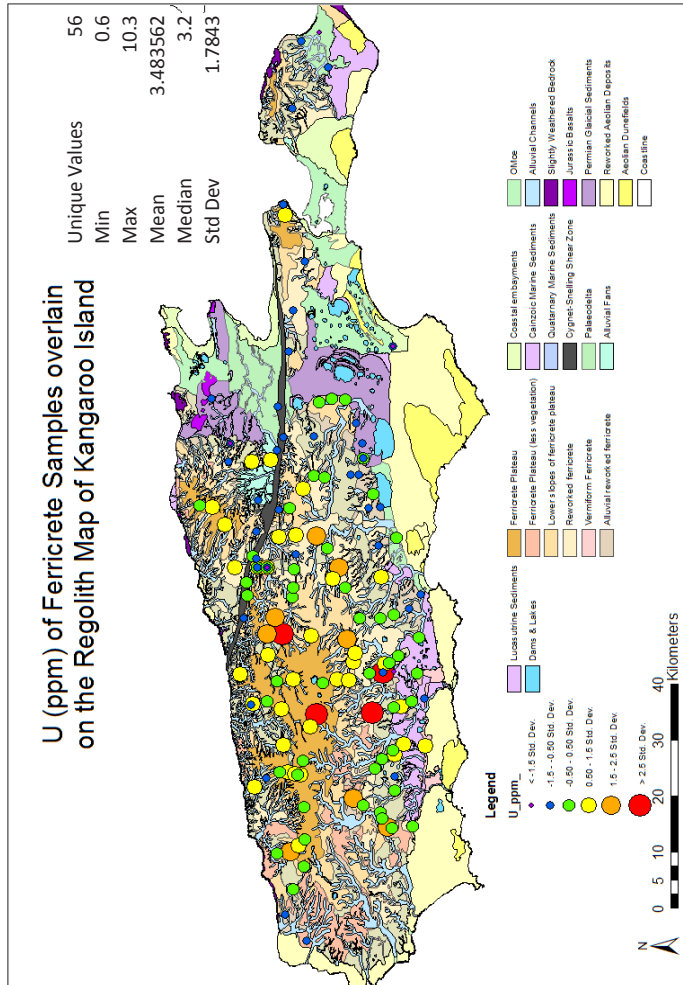 U (ppm) of Ferricrete Samples overlain
on the Regolith Map of Kangaroo Island
Unique Values 56
Min 0.6
Max 10.3
Mean 3.483562
Median 3.2
Std Dev 1.7843
Legend
U_ppm_
< -1.5 Std. Dev.
-1.5 - -0.50 Std. Dev.
-0.50 - 0.50 Std. Dev.
0.50 - 1.5 Std. Dev.
1.5 - 2.5 Std. Dev.
> 2.5 Std. Dev.
Lucasutrine Sediments
Dams & Lakes
Ferricrete Plateau
Ferricrete Plateau (less vegetation)
Lower slopes of ferricrete plateau
Reworked ferricrete
Vermiform Ferricrete
Alluvial reworked ferricrete
Coastal embayments
Cainzoic Marine Sediments
Quatarnary Marine Sediments
Cygnet-Snelling Shear Zone
Palaeodelta
Alluvial Fans
OMce
Alluvial Channels
Slightly Weathered Bedrock
Jurassic Basalts
Permian Glaicial Sediments
Reworked Aeolian Deposits
Aeolian Dunefields
Coastline
N
0 5 10 20 30 40
Kilometers